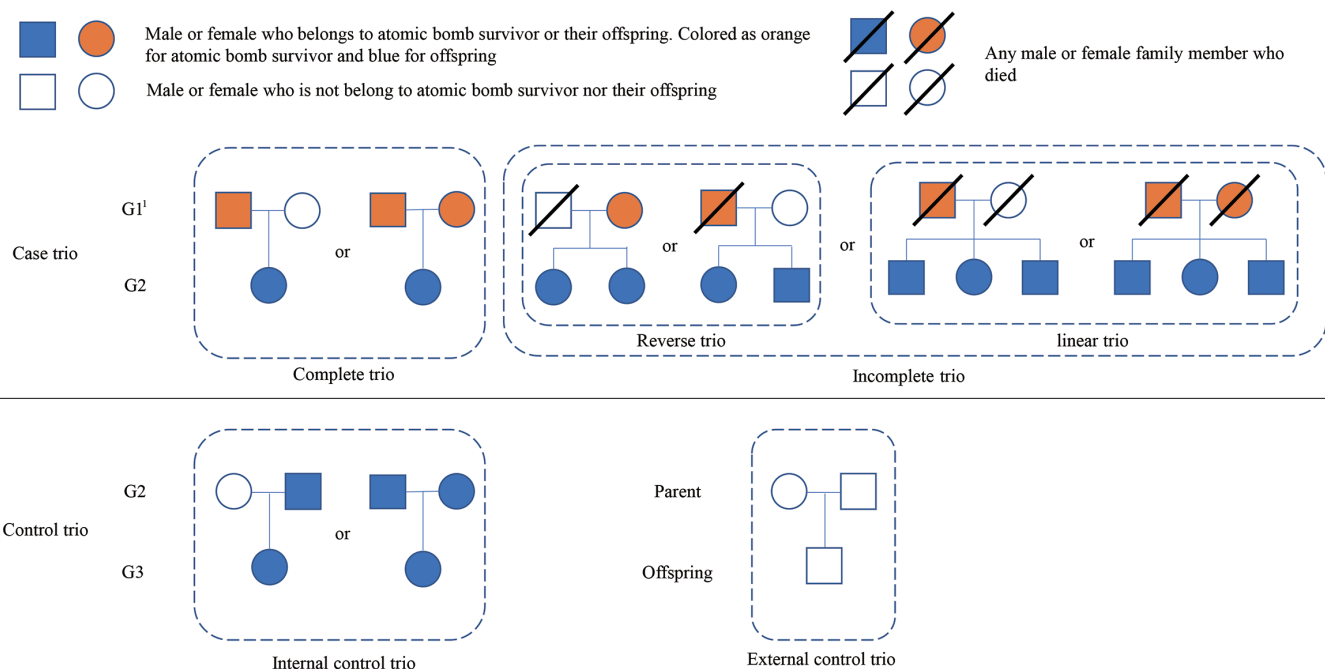 Male or female who belongs to atomic bomb survivor or their offspring. Colored as orange
for atomic bomb survivor and blue for offspring
Male or female who is not belong to atomic bomb survivor nor their offspring
Any male or female family member who
died
Case trio
G1¹
G2
or
or
or
or
Reverse trio
linear trio
Complete trio
Incomplete trio
Control trio
G2
G3
or
Parent
Offspring
Internal control trio
External control trio